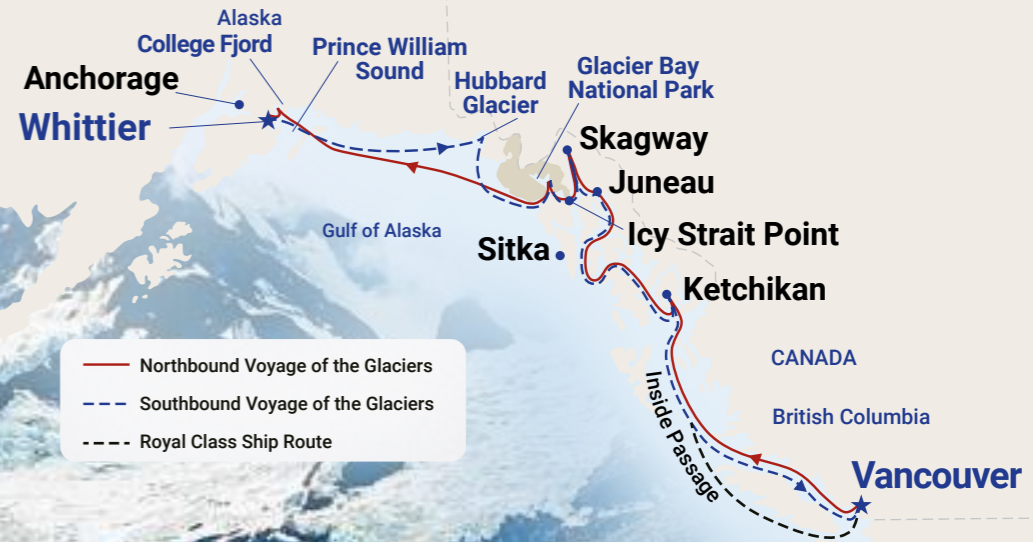 Alaska
College Fjord
Prince William
Sound
Anchorage
Whittier
Hubbard
Glacier
Glacier Bay
National Park
Skagway
Juneau
Icy Strait Point
Gulf of Alaska
Sitka
Ketchikan
Northbound Voyage of the Glaciers
Southbound Voyage of the Glaciers
Royal Class Ship Route
CANADA
British Columbia
Inside Passage
Vancouver